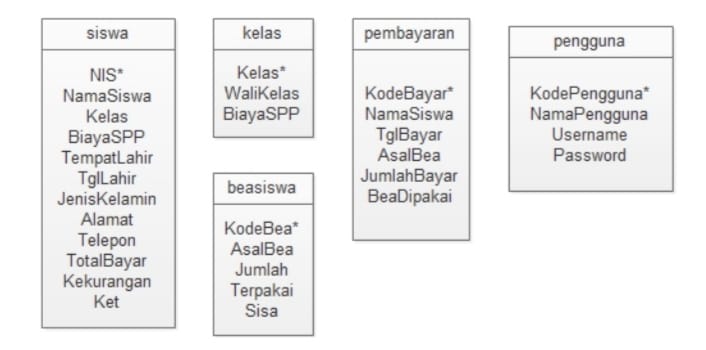 siswa
NIS*
NamaSiswa
Kelas
BiayaSPP
TempatLahir
TglLahir
JenisKelamin
Alamat
Telepon
TotalBayar
Kekurangan
Ket
kelas
Kelas*
WaliKelas
BiayaSPP
beasiswa
KodeBea*
AsalBea
Jumlah
Terpakai
Sisa
pembayaran
KodeBayar*
NamaSiswa
TglBayar
AsalBea
JumlahBayar
BeaDipakai
pengguna
KodePengguna*
NamaPengguna
Username
Password